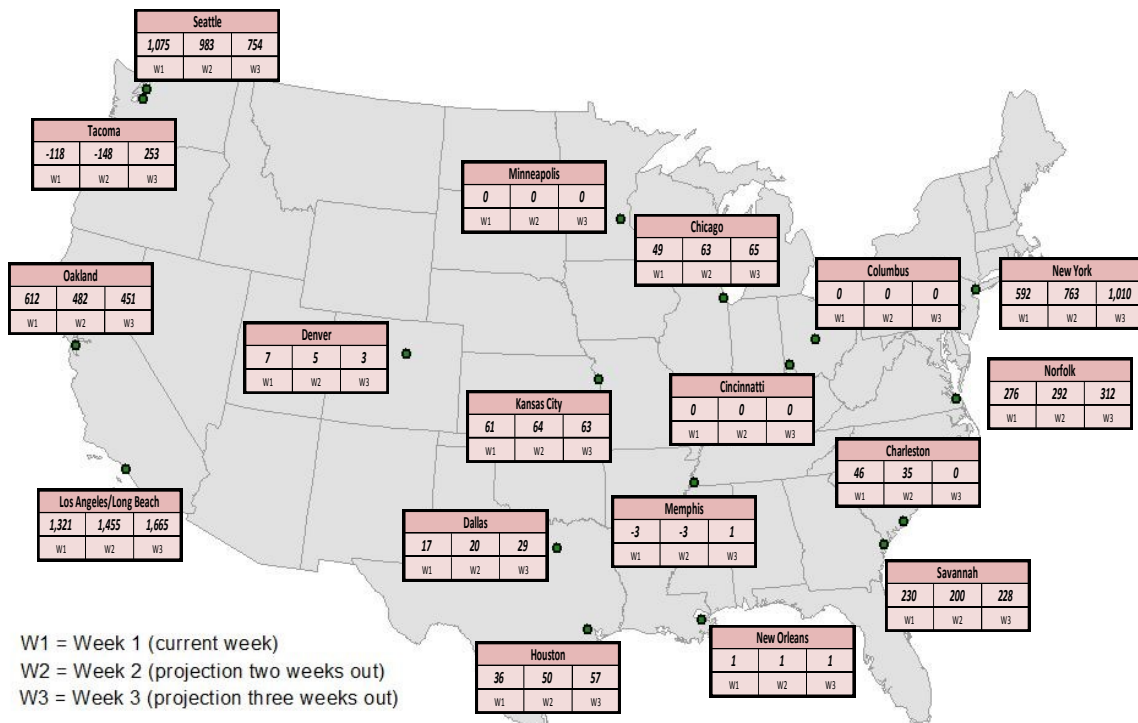 Seattle
1,075 983 754
W1 W2 W3
Tacoma
-118 -148 253
W1 W2 W3
Minneapolis
0 0 0
W1 W2 W3
Chicago
49 63 65
W1 W2 W3
Oakland
612 482 451
W1 W2 W3
Columbus
0 0 0
W1 W2 W3
New York
592 763 1,010
W1 W2 W3
Denver
7 5 3
W1 W2 W3
Cincinnatti
0 0 0
W1 W2 W3
Norfolk
276 292 312
W1 W2 W3
Kansas City
61 64 63
W1 W2 W3
Charleston
46 35 0
W1 W2 W3
Los Angeles/Long Beach
1,321 1,455 1,665
W1 W2 W3
Dallas
17 20 29
W1 W2 W3
Memphis
-3 -3 1
W1 W2 W3
Savannah
230 200 228
W1 W2 W3
New Orleans
1 1 1
W1 W2 W3
Houston
36 50 57
W1 W2 W3
W1 = Week 1 (current week)
W2 = Week 2 (projection two weeks out)
W3 = Week 3 (projection three weeks out)